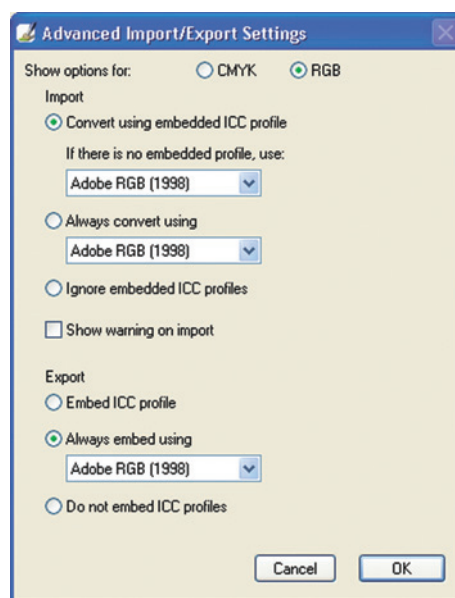 Advanced Import/Export Settings
Show options for: CMYK RGB
Import
Convert using embedded ICC profile
If there is no embedded profile, use:
Adobe RGB (1998)
Always convert using
Adobe RGB (1998)
Ignore embedded ICC profiles
Show warning on import
Export
Embed ICC profile
Always embed using
Adobe RGB (1998)
Do not embed ICC profiles
Cancel OK